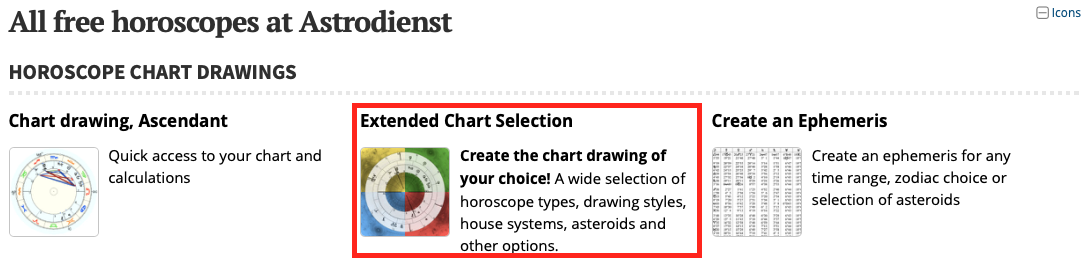 All free horoscopes at Astrodienst
Icons
HOROSCOPE CHART DRAWINGS
Chart drawing, Ascendant
Quick access to your chart and
calculations
Extended Chart Selection
Create the chart drawing of
your choice! A wide selection of
horoscope types, drawing styles,
house systems, asteroids and
other options.
Create an Ephemeris
Create an ephemeris for any
time range, zodiac choice or
selection of asteroids